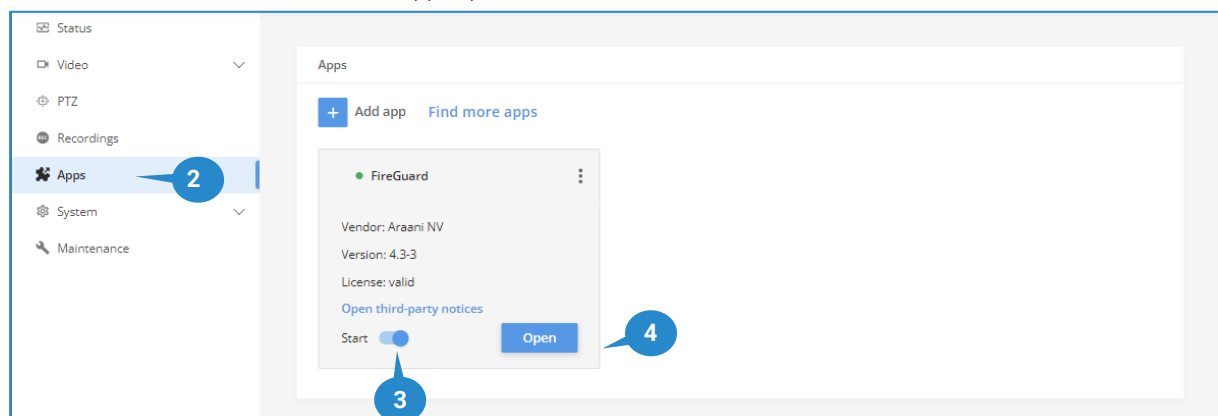 Status
Video
PTZ
Recordings
Apps
2
System
Maintenance
Apps
+ Add app Find more apps
FireGuard
Vendor: Araani NV
Version: 4.3-3
License: valid
Open third-party notices
Start Open
4
3